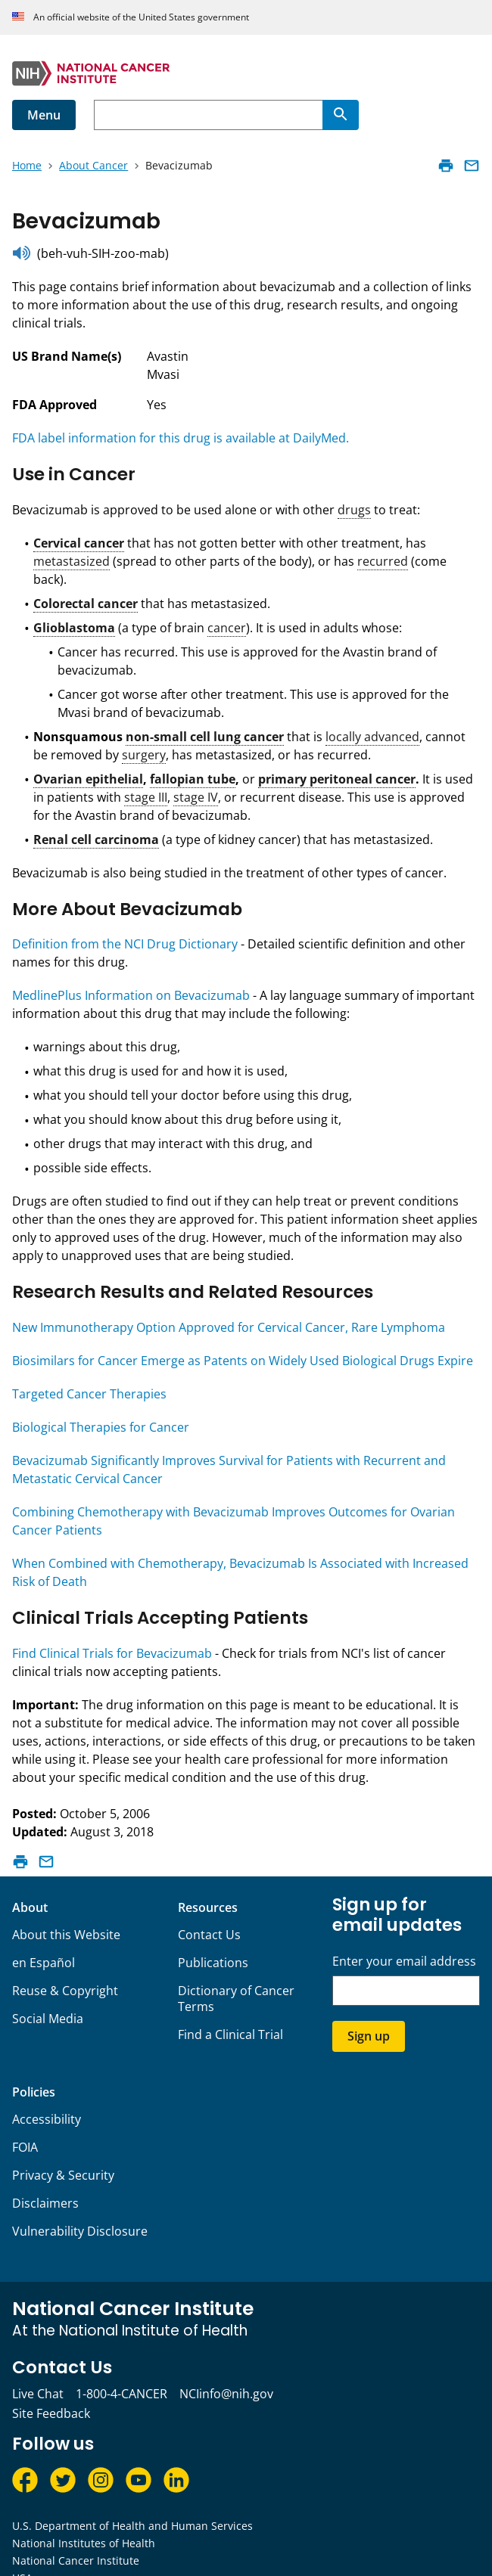 An official website of the United States government
NIH NATIONAL CANCER
INSTITUTE
Menu
Home > About Cancer > Bevacizumab
Bevacizumab
(beh-vuh-SIH-zoo-mab)
This page contains brief information about bevacizumab and a collection of links
to more information about the use of this drug, research results, and ongoing
clinical trials.
US Brand Name(s) Avastin
Mvasi
FDA Approved Yes
FDA label information for this drug is available at DailyMed.
Use in Cancer
Bevacizumab is approved to be used alone or with other drugs to treat:
• Cervical cancer that has not gotten better with other treatment, has
metastasized (spread to other parts of the body), or has recurred (come
back).
• Colorectal cancer that has metastasized.
• Glioblastoma (a type of brain cancer). It is used in adults whose:
• Cancer has recurred. This use is approved for the Avastin brand of
bevacizumab.
• Cancer got worse after other treatment. This use is approved for the
Mvasi brand of bevacizumab.
• Nonsquamous non-small cell lung cancer that is locally advanced, cannot
be removed by surgery, has metastasized, or has recurred.
• Ovarian epithelial, fallopian tube, or primary peritoneal cancer. It is used
in patients with stage III, stage IV, or recurrent disease. This use is approved
for the Avastin brand of bevacizumab.
• Renal cell carcinoma (a type of kidney cancer) that has metastasized.
Bevacizumab is also being studied in the treatment of other types of cancer.
More About Bevacizumab
Definition from the NCI Drug Dictionary - Detailed scientific definition and other
names for this drug.
MedlinePlus Information on Bevacizumab - A lay language summary of important
information about this drug that may include the following:
• warnings about this drug,
• what this drug is used for and how it is used,
• what you should tell your doctor before using this drug,
• what you should know about this drug before using it,
• other drugs that may interact with this drug, and
• possible side effects.
Drugs are often studied to find out if they can help treat or prevent conditions
other than the ones they are approved for. This patient information sheet applies
only to approved uses of the drug. However, much of the information may also
apply to unapproved uses that are being studied.
Research Results and Related Resources
New Immunotherapy Option Approved for Cervical Cancer, Rare Lymphoma
Biosimilars for Cancer Emerge as Patents on Widely Used Biological Drugs Expire
Targeted Cancer Therapies
Biological Therapies for Cancer
Bevacizumab Significantly Improves Survival for Patients with Recurrent and
Metastatic Cervical Cancer
Combining Chemotherapy with Bevacizumab Improves Outcomes for Ovarian
Cancer Patients
When Combined with Chemotherapy, Bevacizumab Is Associated with Increased
Risk of Death
Clinical Trials Accepting Patients
Find Clinical Trials for Bevacizumab - Check for trials from NCI's list of cancer
clinical trials now accepting patients.
Important: The drug information on this page is meant to be educational. It is
not a substitute for medical advice. The information may not cover all possible
uses, actions, interactions, or side effects of this drug, or precautions to be taken
while using it. Please see your health care professional for more information
about your specific medical condition and the use of this drug.
Posted: October 5, 2006
Updated: August 3, 2018
About
About this Website
en Español
Reuse & Copyright
Social Media
Resources
Contact Us
Publications
Dictionary of Cancer
Terms
Find a Clinical Trial
Sign up for
email updates
Enter your email address
Sign up
Policies
Accessibility
FOIA
Privacy & Security
Disclaimers
Vulnerability Disclosure
National Cancer Institute
At the National Institute of Health
Contact Us
Live Chat 1-800-4-CANCER NCIinfo@nih.gov
Site Feedback
Follow us
U.S. Department of Health and Human Services
National Institutes of Health
National Cancer Institute